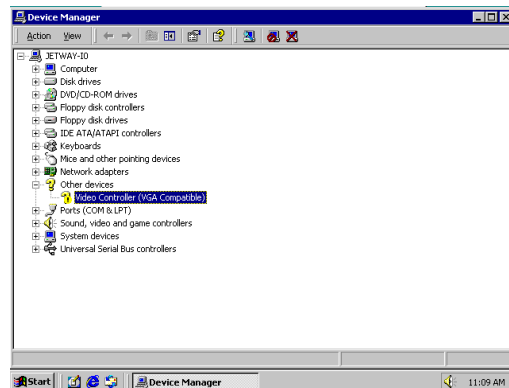 Device Manager
Action View
JETWAY-I0
Computer
Disk drives
DVD/CD-ROM drives
Floppy disk controllers
Floppy disk drives
IDE ATA/ATAPI controllers
Keyboards
Mice and other pointing devices
Network adapters
Other devices
Video Controller (VGA Compatible)
Ports (COM & LPT)
Sound, video and game controllers
System devices
Universal Serial Bus controllers
Start Device Manager 11:09 AM